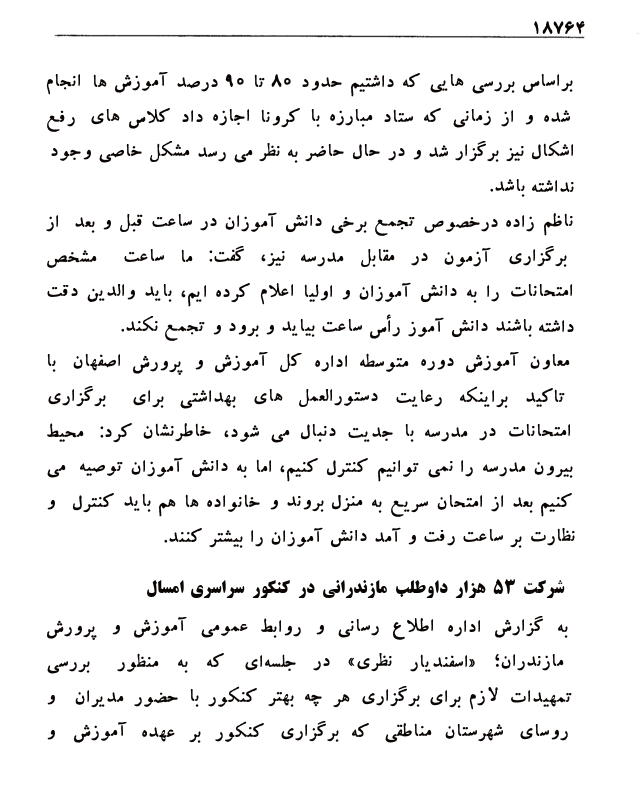 ۱۸۷۶۴
براساس بررسی هایی که داشتیم حدود ۸۰ تا ۹۰ درصد آموزش ها انجام
شده و از زمانی که ستاد مبارزه با کرونا اجازه داد کلاس های رفع
اشکال نیز برگزار شد و در حال حاضر به نظر می رسد مشکل خاصی وجود
نداشته باشد.
ناظم زاده درخصوص تجمع برخی دانش آموزان در ساعت قبل و بعد از
برگزاری آزمون در مقابل مدرسه نیز، گفت: ما ساعت مشخص
امتحانات را به دانش آموزان و اولیا اعلام کرده ایم، باید والدین دقت
داشته باشند دانش آموز رأس ساعت بیاید و برود و تجمع نکند.
معاون آموزش دوره متوسطه اداره کل آموزش و پرورش اصفهان با
تاکید براینکه رعایت دستورالعمل های بهداشتی برای برگزاری
امتحانات در مدرسه با جدیت دنبال می شود، خاطرنشان کرد: محیط
بیرون مدرسه را نمی توانیم کنترل کنیم، اما به دانش آموزان توصیه می
کنیم بعد از امتحان سریع به منزل بروند و خانواده ها هم باید کنترل و
نظارت بر ساعت رفت و آمد دانش آموزان را بیشتر کنند.
شرکت ۵۳ هزار داوطلب مازندرانی در کنکور سراسری امسال
به گزارش اداره اطلاع رسانی و روابط عمومی آموزش و پرورش
مازندران؛ «اسفندیار نظری» در جلسه‌ای که به منظور بررسی
تمهیدات لازم برای برگزاری هر چه بهتر کنکور با حضور مدیران و
روسای شهرستان مناطقی که برگزاری کنکور بر عهده آموزش و